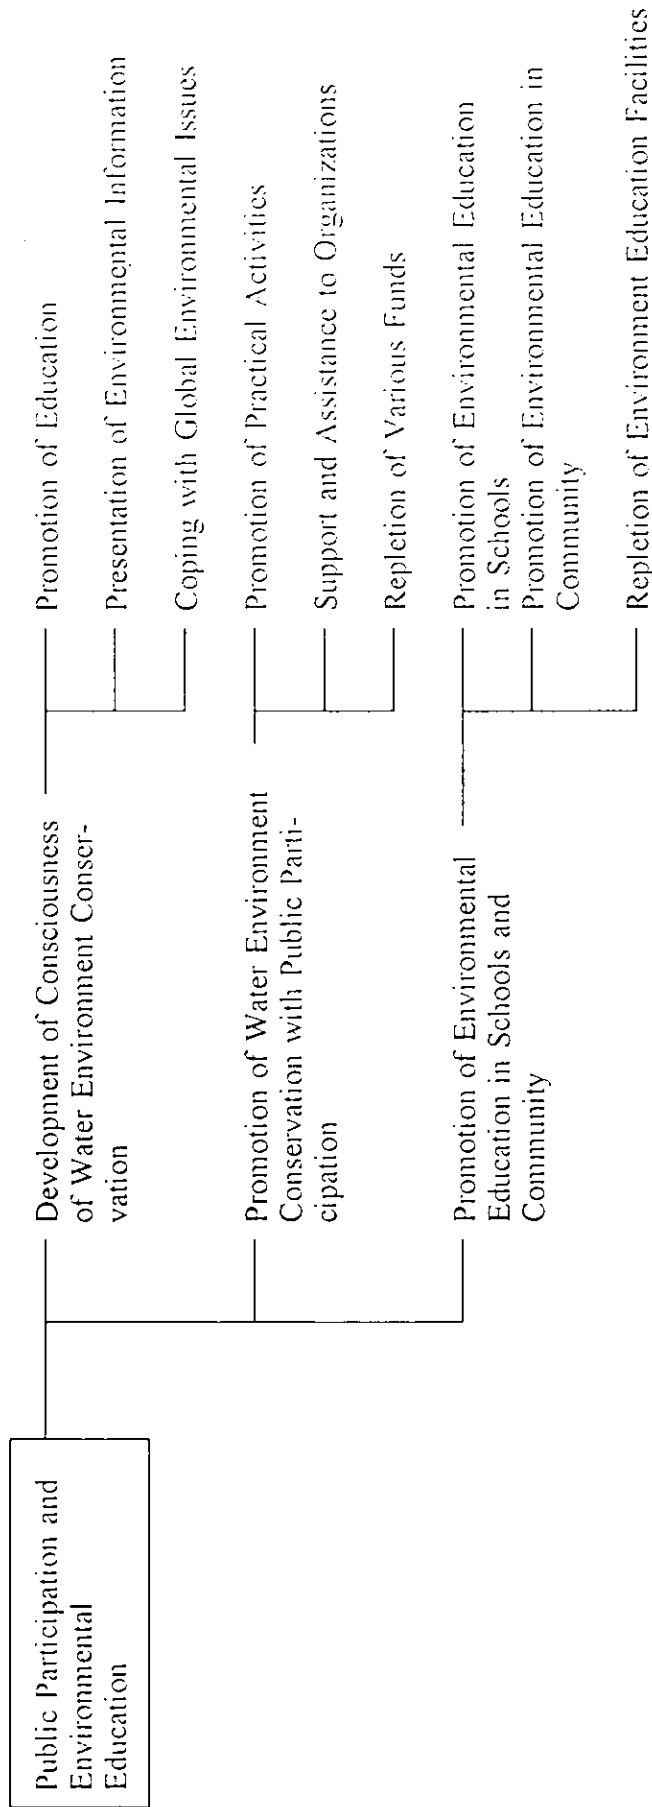 Public Participation and
Environmental
Education
Development of Consciousness
of Water Environment Conser-
vation
Promotion of Education
Presentation of Environmental Information
Coping with Global Environmental Issues
Promotion of Water Environment
Conservation with Public Parti-
cipation
Promotion of Practical Activities
Support and Assistance to Organizations
Repletion of Various Funds
Promotion of Environmental
Education in Schools and
Community
Promotion of Environmental Education
in Schools
Promotion of Environmental Education in
Community
Repletion of Environment Education Facilities